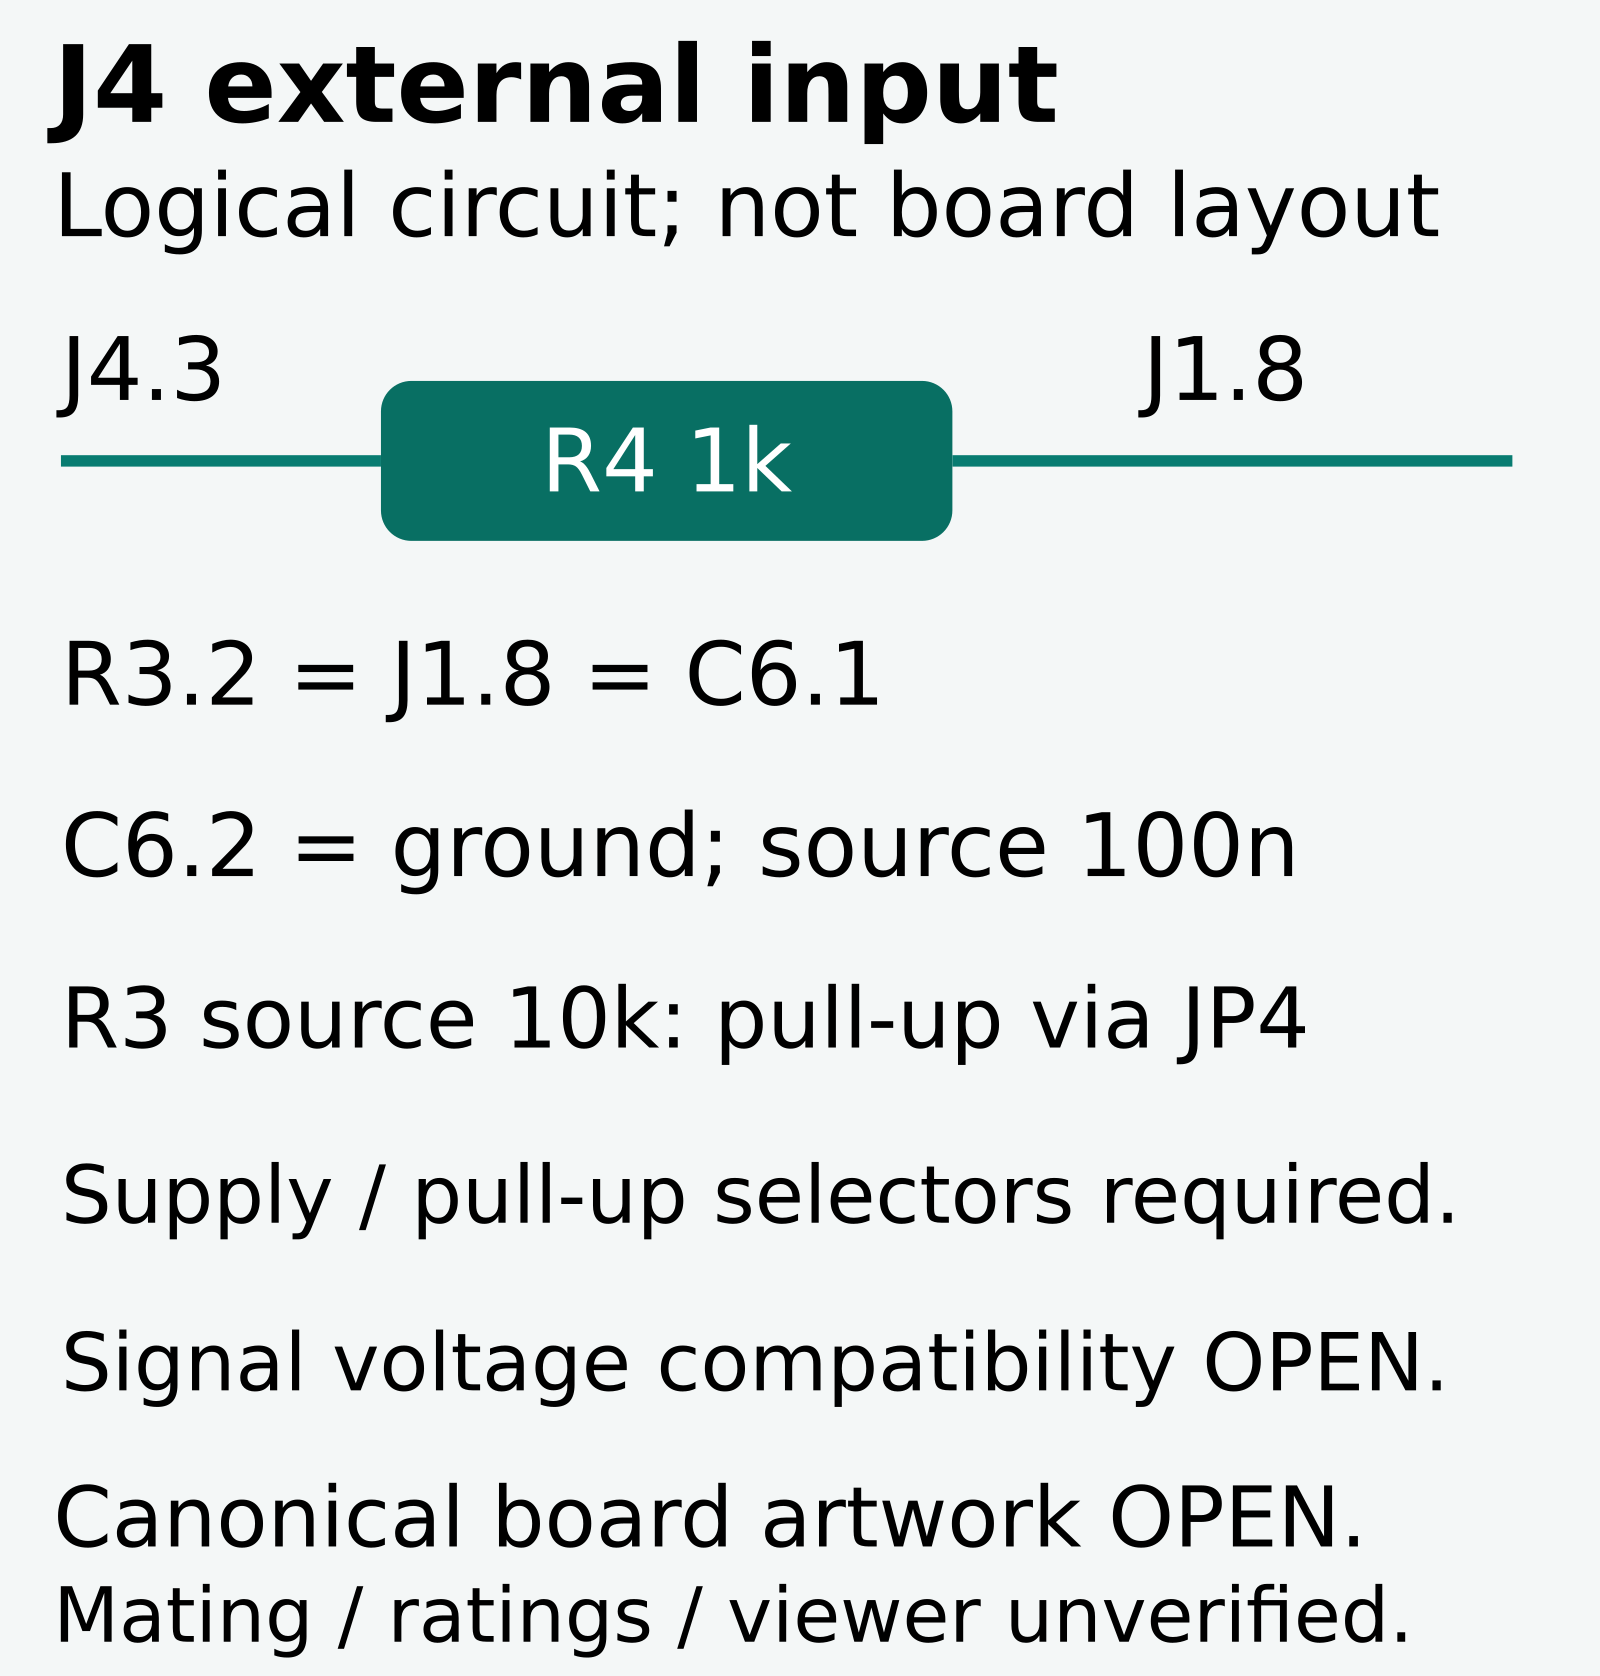 J4 external input
Logical circuit; not board layout
J4.3 J1.8
R4 1k
R3.2 = J1.8 = C6.1
C6.2 = ground; source 100n
R3 source 10k: pull-up via JP4
Supply / pull-up selectors required.
Signal voltage compatibility OPEN.
Canonical board artwork OPEN.
Mating / ratings / viewer unverified.